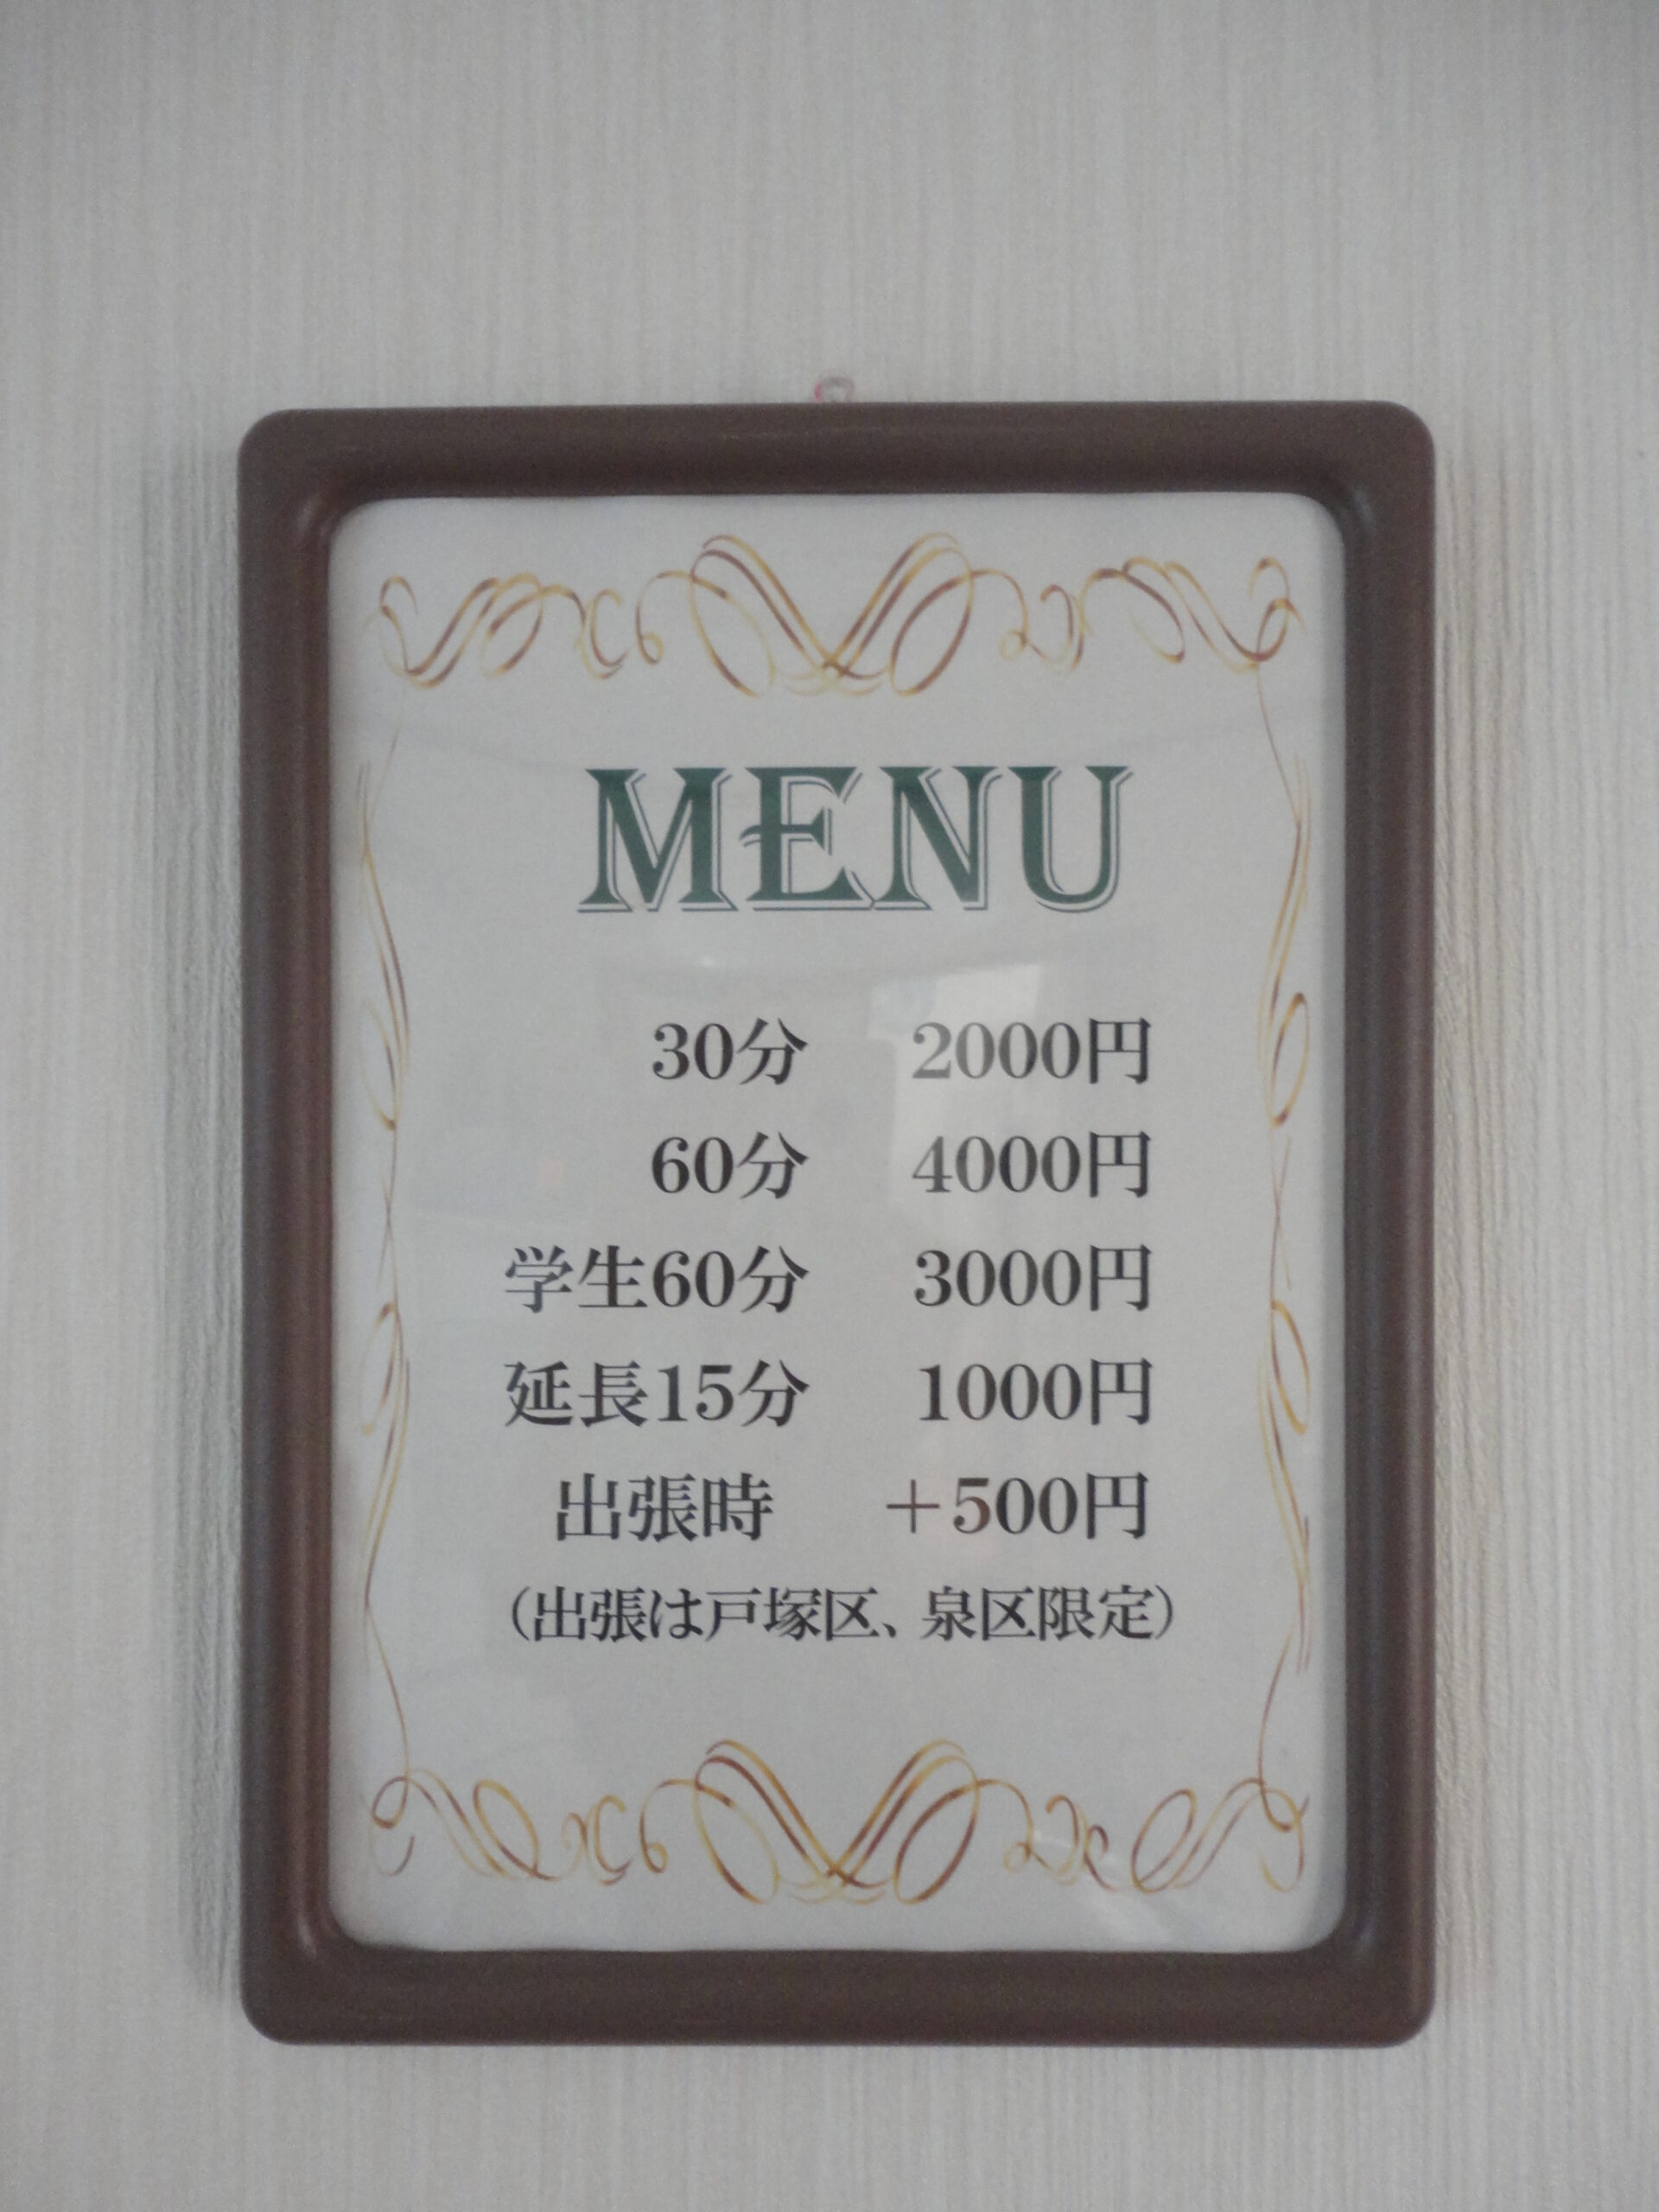 MENU
30分 2000円
60分 4000円
学生60分 3000円
延長15分 1000円
出張時 +500円
（出張は戸塚区、泉区限定）